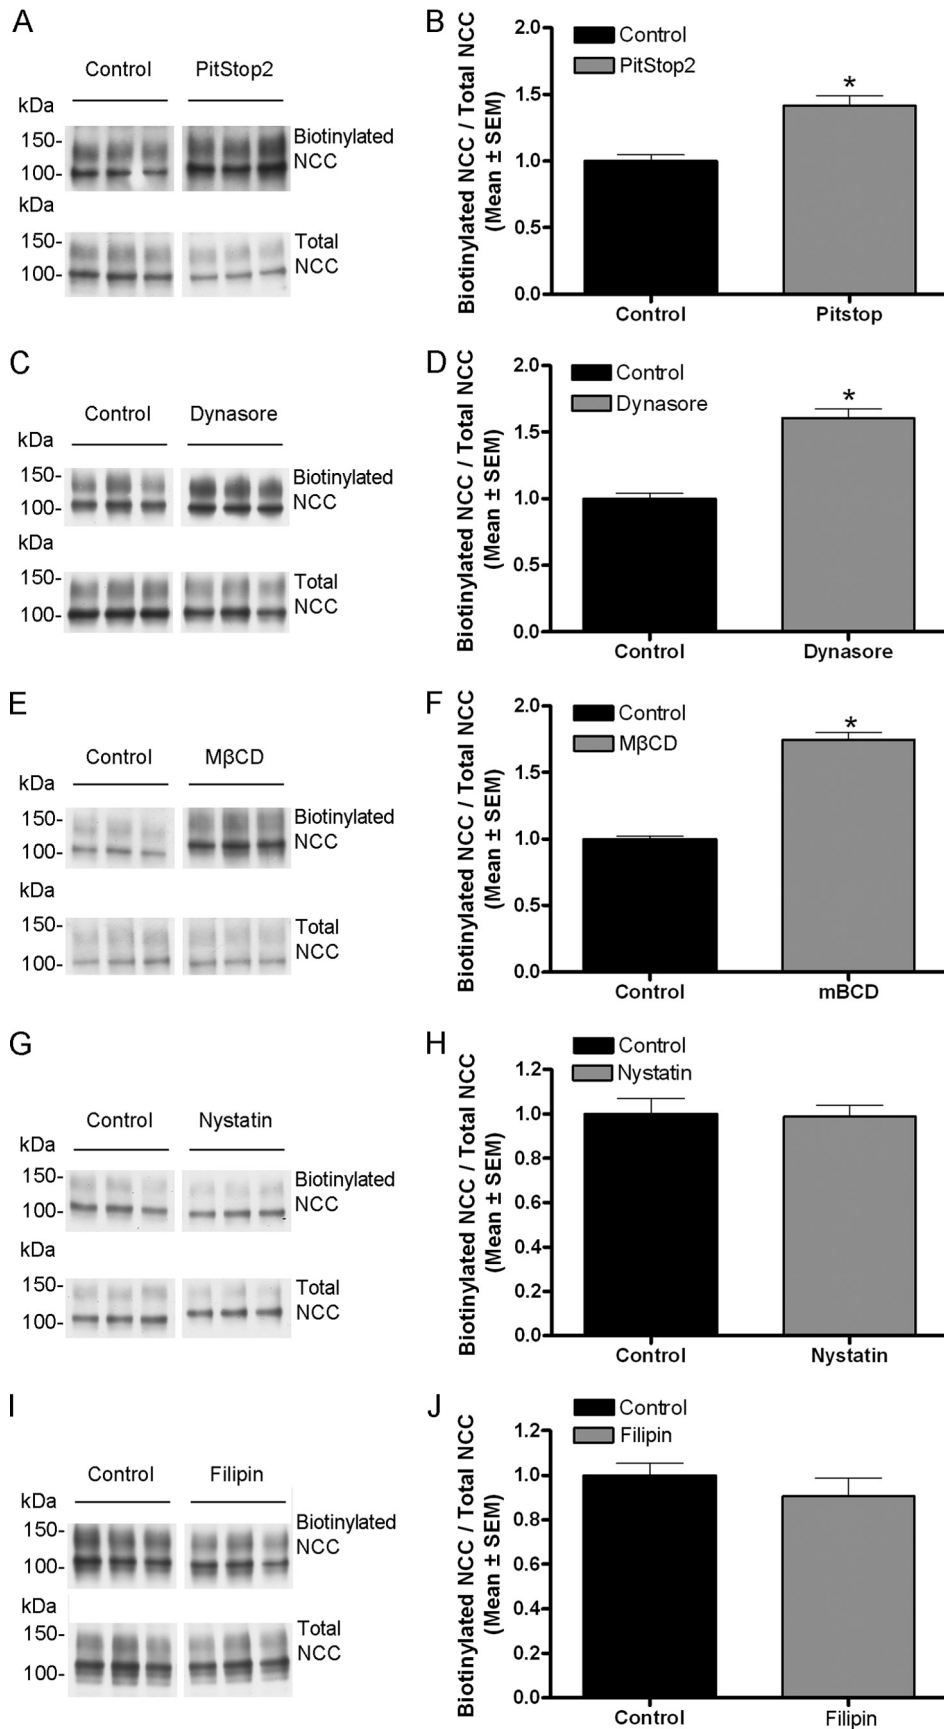 A
Control PitStop2
kDa
150-
100-
Biotinylated
NCC
kDa
150-
100-
Total
NCC
B
Biotinylated NCC / Total NCC
(Mean ± SEM)
2.0
1.5
1.0
0.5
0.0
Control
PitStop2
*
Control Pitstop
C
Control Dynasore
kDa
150-
100-
Biotinylated
NCC
kDa
150-
100-
Total
NCC
D
Biotinylated NCC / Total NCC
(Mean ± SEM)
2.0
1.5
1.0
0.5
0.0
Control
Dynasore
*
Control Dynasore
E
Control MβCD
kDa
150-
100-
Biotinylated
NCC
kDa
150-
100-
Total
NCC
F
Biotinylated NCC / Total NCC
(Mean ± SEM)
2.0
1.5
1.0
0.5
0.0
Control
MβCD
*
Control mBCD
G
Control Nystatin
kDa
150-
100-
Biotinylated
NCC
kDa
150-
100-
Total
NCC
H
Biotinylated NCC / Total NCC
(Mean ± SEM)
1.2
1.0
0.8
0.6
0.4
0.2
0.0
Control
Nystatin
Control Nystatin
I
Control Filipin
kDa
150-
100-
Biotinylated
NCC
kDa
150-
100-
Total
NCC
J
Biotinylated NCC / Total NCC
(Mean ± SEM)
1.2
1.0
0.8
0.6
0.4
0.2
0.0
Control
Filipin
Control Filipin